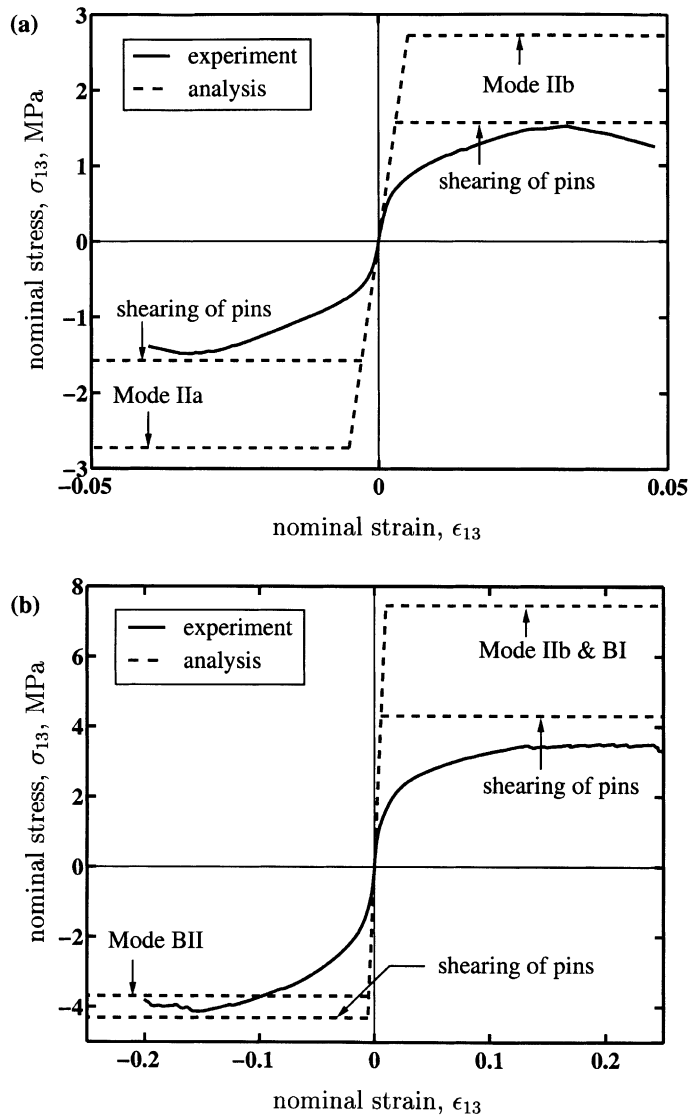 (a)
3
2
1
0
−1
−2
−3
experiment
analysis
Mode IIb
shearing of pins
shearing of pins
Mode IIa
−0.05
0
0.05
nominal stress, σ13, MPa
nominal strain, ϵ13
(b)
8
6
4
2
0
−2
−4
experiment
analysis
Mode IIb & BI
shearing of pins
Mode BII
shearing of pins
−0.2
−0.1
0
0.1
0.2
nominal stress, σ13, MPa
nominal strain, ϵ13